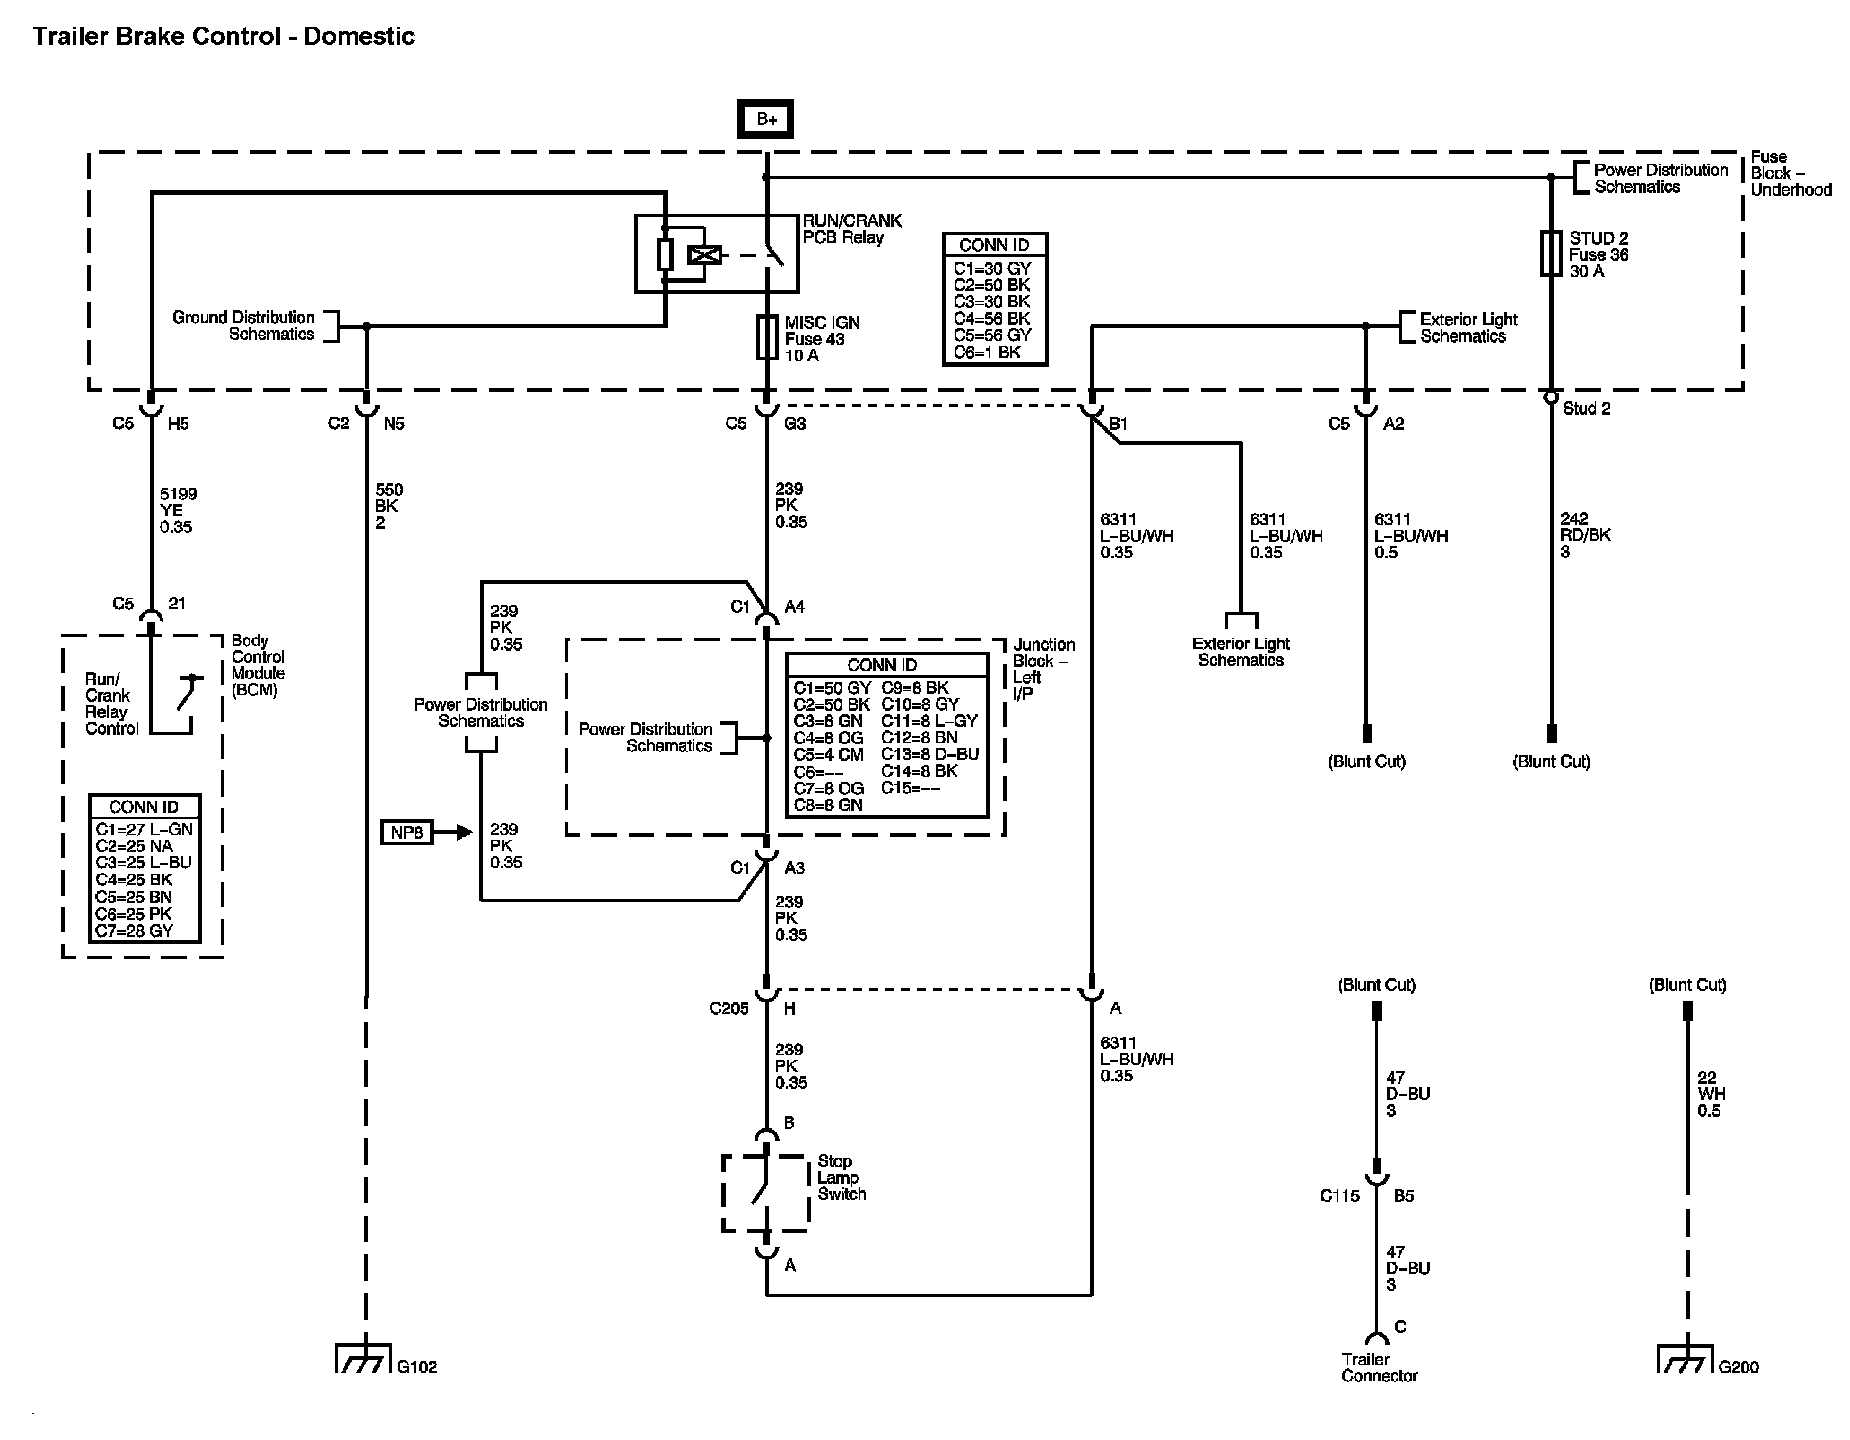 Trailer Brake Control - Domestic
B+
Fuse
Block –
Underhood
Power Distribution
Schematics
RUN/CRANK
PCB Relay
CONN ID
C1=30 GY
C2=50 BK
C3=30 BK
C4=56 BK
C5=56 GY
C6=1 BK
STUD 2
Fuse 36
30 A
Ground Distribution
Schematics
MISC IGN
Fuse 43
10 A
Exterior Light
Schematics
C5 H5
C2 N5
C5 G3
B1
C5 A2
Stud 2
5199
YE
0.35
550
BK
2
239
PK
0.35
6311
L-BU/WH
0.35
6311
L-BU/WH
0.35
6311
L-BU/WH
0.5
242
RD/BK
3
C5 21
239
PK
0.35
C1 A4
Body
Control
Module
(BCM)
Run/
Crank
Relay
Control
Junction
Block –
Left
I/P
Exterior Light
Schematics
Power Distribution
Schematics
Power Distribution
Schematics
CONN ID
C1=50 GY C9=6 BK
C2=50 BK C10=8 GY
C3=8 GN C11=8 L-GY
C4=8 OG C12=8 BN
C5=4 CM C13=8 D-BU
C6=-- C14=8 BK
C7=8 OG C15=--
C8=8 GN
(Blunt Cut)
(Blunt Cut)
CONN ID
C1=27 L-GN
C2=25 NA
C3=25 L-BU
C4=25 BK
C5=25 BN
C6=25 PK
C7=28 GY
NP8
239
PK
0.35
C1 A3
239
PK
0.35
C205 H
A
(Blunt Cut)
(Blunt Cut)
239
PK
0.35
6311
L-BU/WH
0.35
47
D-BU
3
22
WH
0.5
B
Stop
Lamp
Switch
A
C115 B5
47
D-BU
3
C
Trailer
Connector
G102
G200